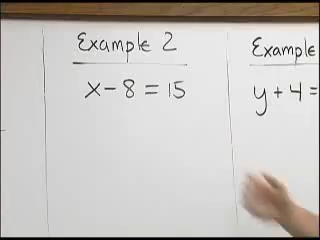 Example 2
x - 8 = 15
Example
y + 4 =